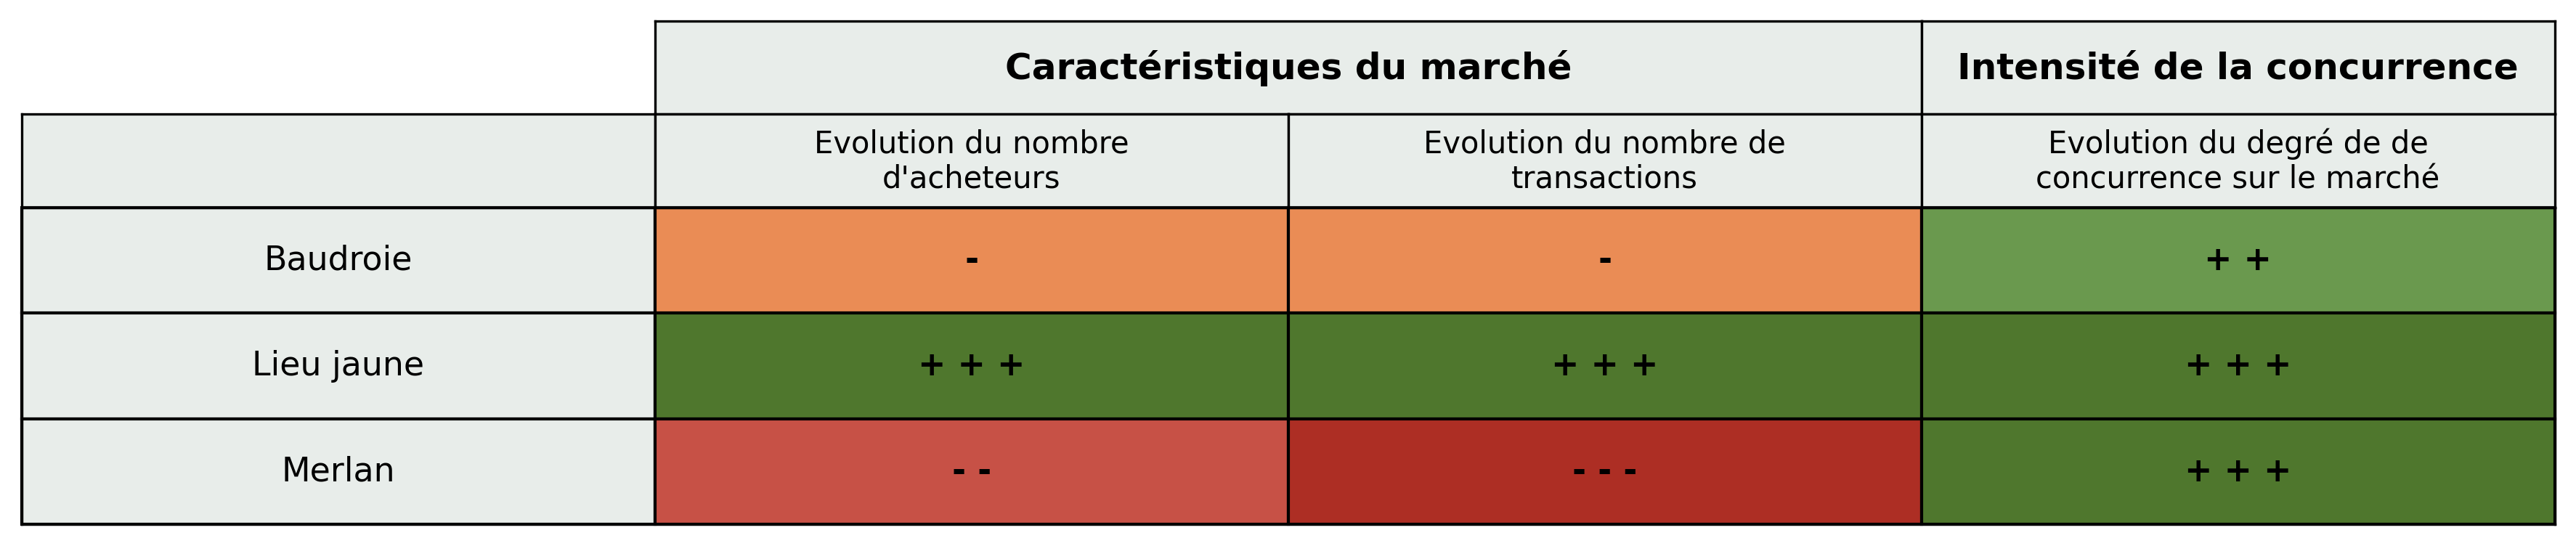 Caractéristiques du marché
Intensité de la concurrence
Evolution du nombre
d'acheteurs
Evolution du nombre de
transactions
Evolution du degré de de
concurrence sur le marché
Baudroie
-
-
+ +
Lieu jaune
+ + +
+ + +
+ + +
Merlan
- -
- - -
+ + +